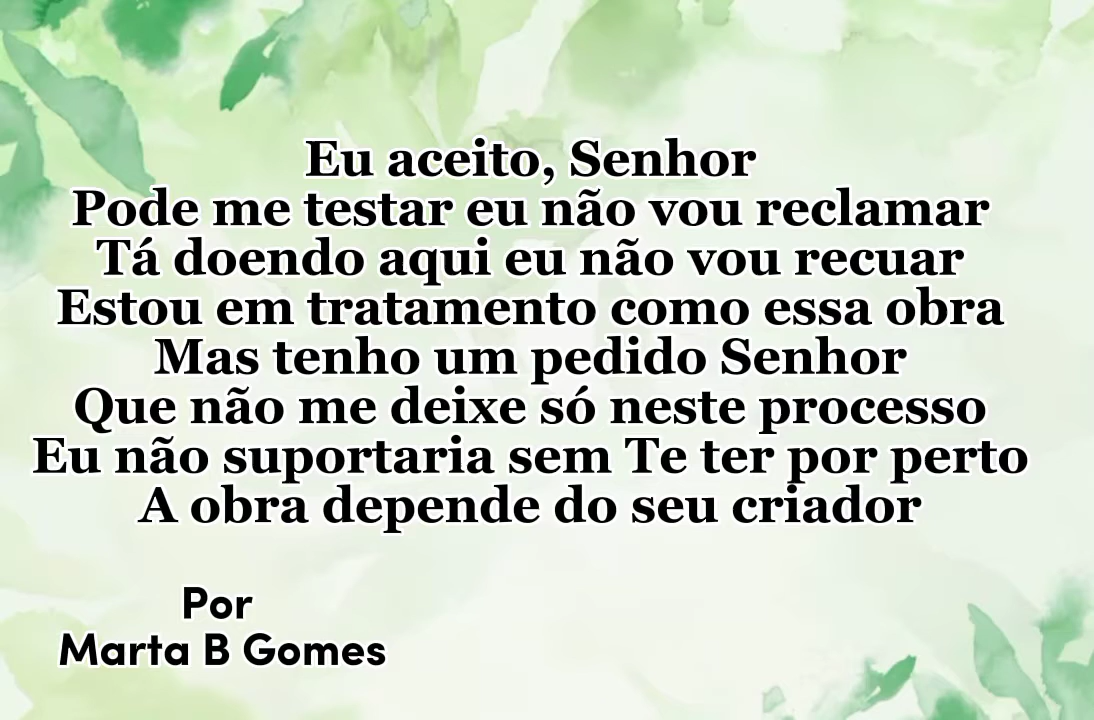 Eu aceito, Senhor
Pode me testar eu não vou reclamar
Tá doendo aqui eu não vou recuar
Estou em tratamento como essa obra
Mas tenho um pedido Senhor
Que não me deixe só neste processo
Eu não suportaria sem Te ter por perto
A obra depende do seu criador
Por
Marta B Gomes